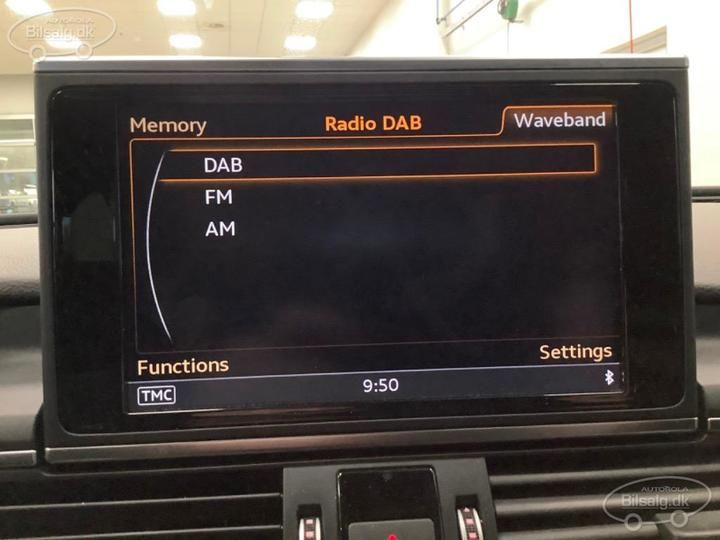 AUTOROLA
Bilsalg.dk
Memory Radio DAB Waveband
DAB
FM
AM
Functions Settings
TMC 9:50
AUTOROLA
Bilsalg.dk